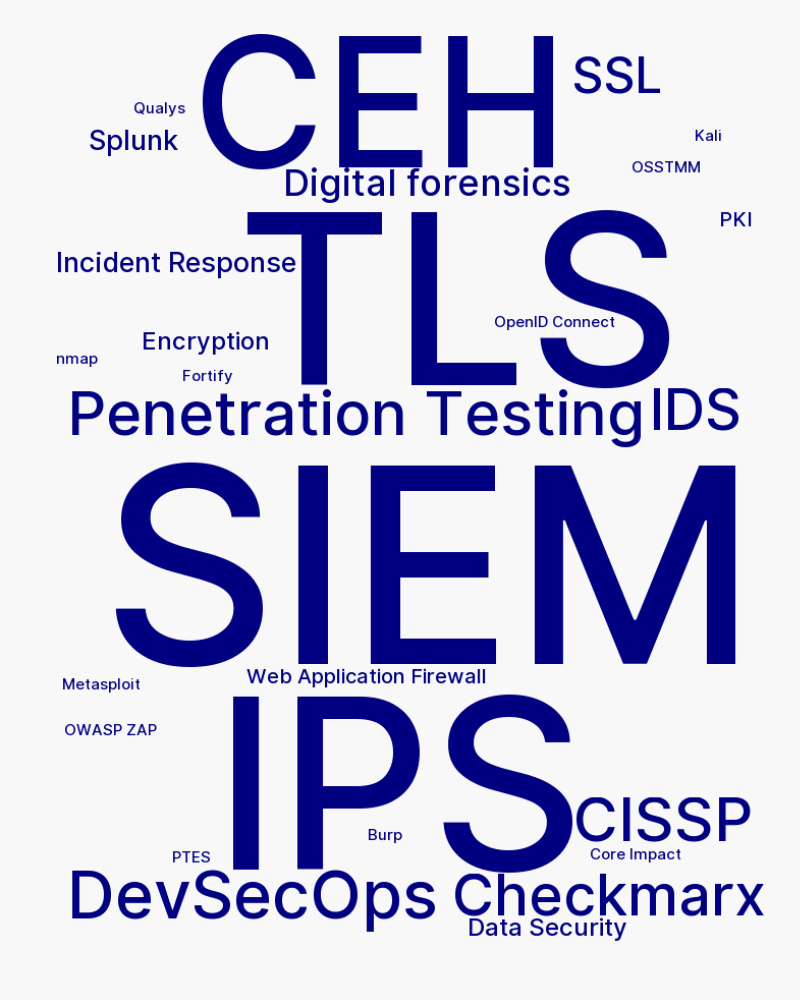 CEH
SSL
Qualys
Splunk
Kali
OSSTMM
Digital forensics
PKI
TLS
Incident Response
OpenID Connect
Encryption
nmap
Fortify
Penetration Testing
IDS
SIEM
Web Application Firewall
Metasploit
OWASP ZAP
IPS
CISSP
Burp
Core Impact
PTES
DevSecOps
Checkmarx
Data Security